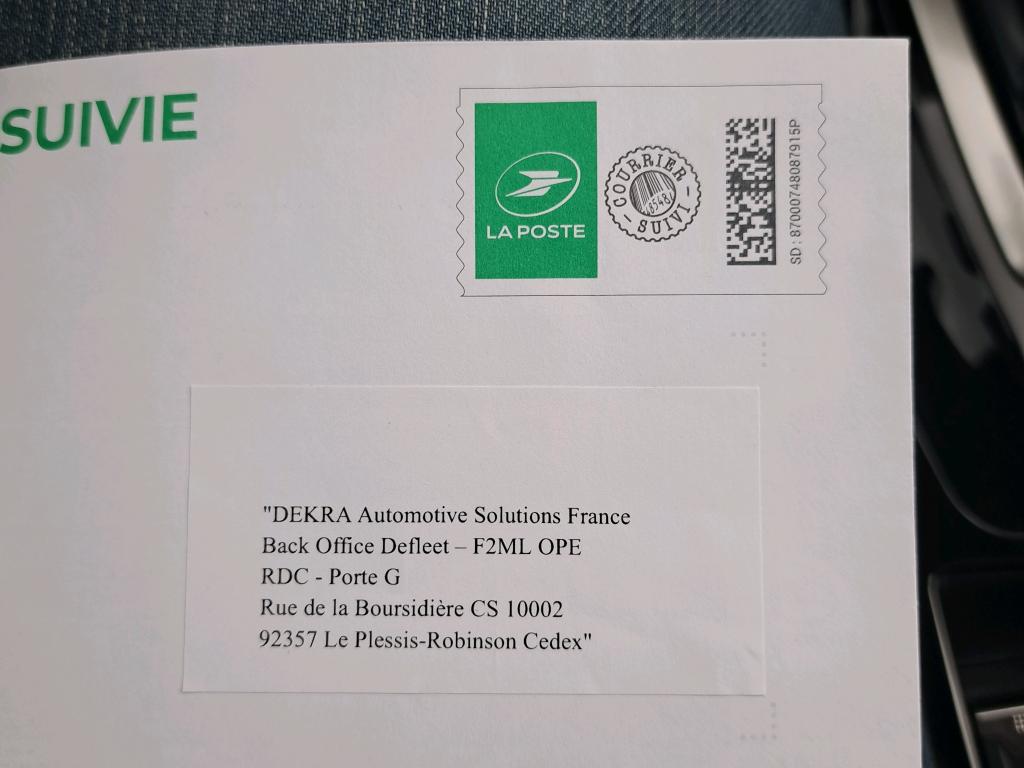 SUIVIE
LA POSTE
COURRIER
SUIVI
SD : 87000748087915P
"DEKRA Automotive Solutions France
Back Office Defleet – F2ML OPE
RDC - Porte G
Rue de la Boursidière CS 10002
92357 Le Plessis-Robinson Cedex"